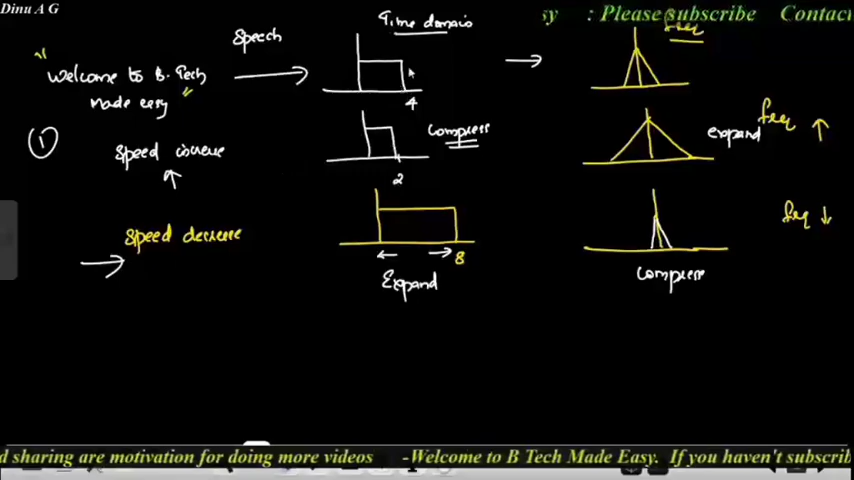 Dinu A G
sy : Please subscribe Contac
Time domain
freq
Speech
"Welcome to B. Tech
made easy"
4
1
Speed increase
compress
2
expand
freq ↑
Speed decrease
8
Expand
freq ↓
compress
d sharing are motivation for doing more videos -Welcome to B Tech Made Easy. If you haven't subscrib